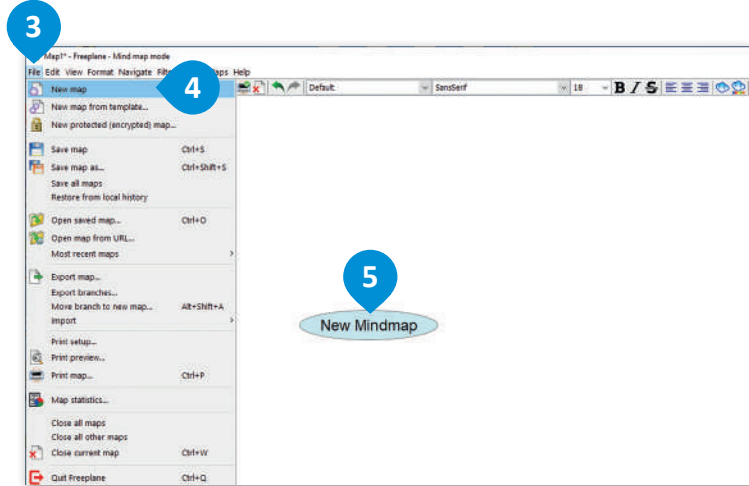 3
Map1* - Freeplane - Mind map mode
File Edit View Format Navigate Filt 4 aps Help
New map
Default
SansSerif
18
B I S
New map from template...
New protected (encrypted) map...
Save map Ctrl+S
Save map as... Ctrl+Shift+S
Save all maps
Restore from local history
Open saved map... Ctrl+O
Open map from URL...
Most recent maps
Export map...
Export branches...
Move branch to new map... Alt+Shift+A
Import
5
New Mindmap
Print setup...
Print preview...
Print map... Ctrl+P
Map statistics...
Close all maps
Close all other maps
Close current map Ctrl+W
Quit Freeplane Ctrl+Q